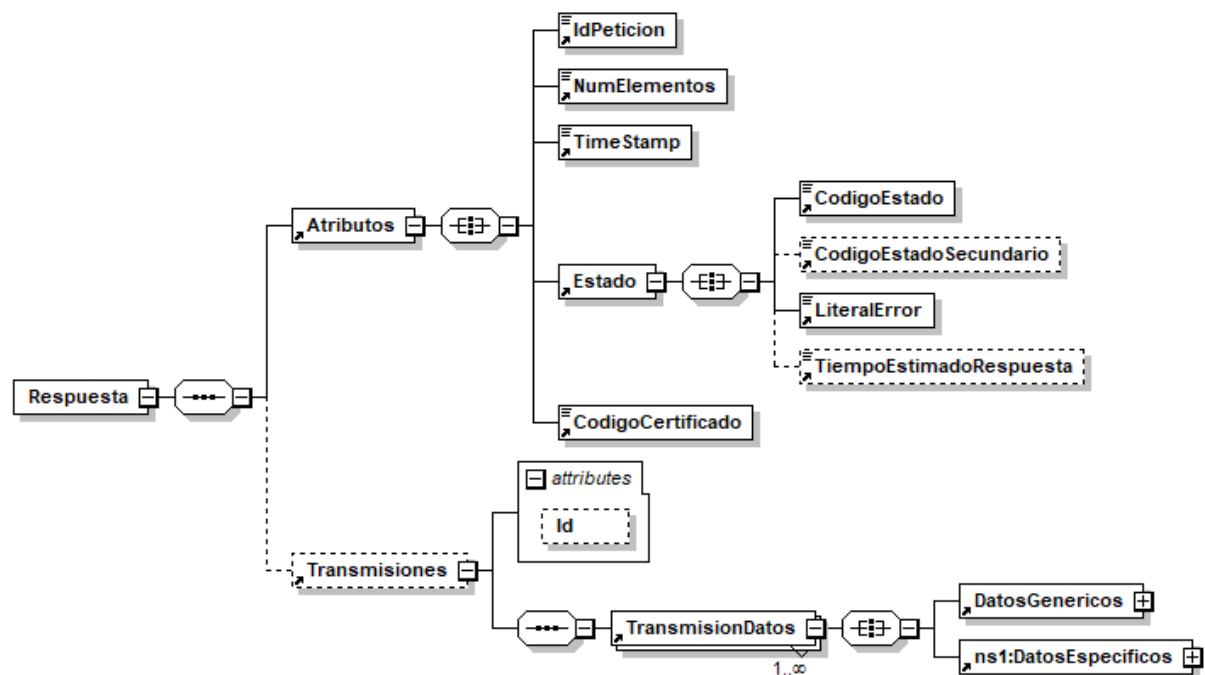 IdPeticion
NumElementos
TimeStamp
CodigoEstado
Atributos
CodigoEstadoSecundario
Estado
LiteralError
TiempoEstimadoRespuesta
Respuesta
CodigoCertificado
attributes
Id
Transmisiones
DatosGenericos
TransmisionDatos
ns1:DatosEspecificos
1..∞